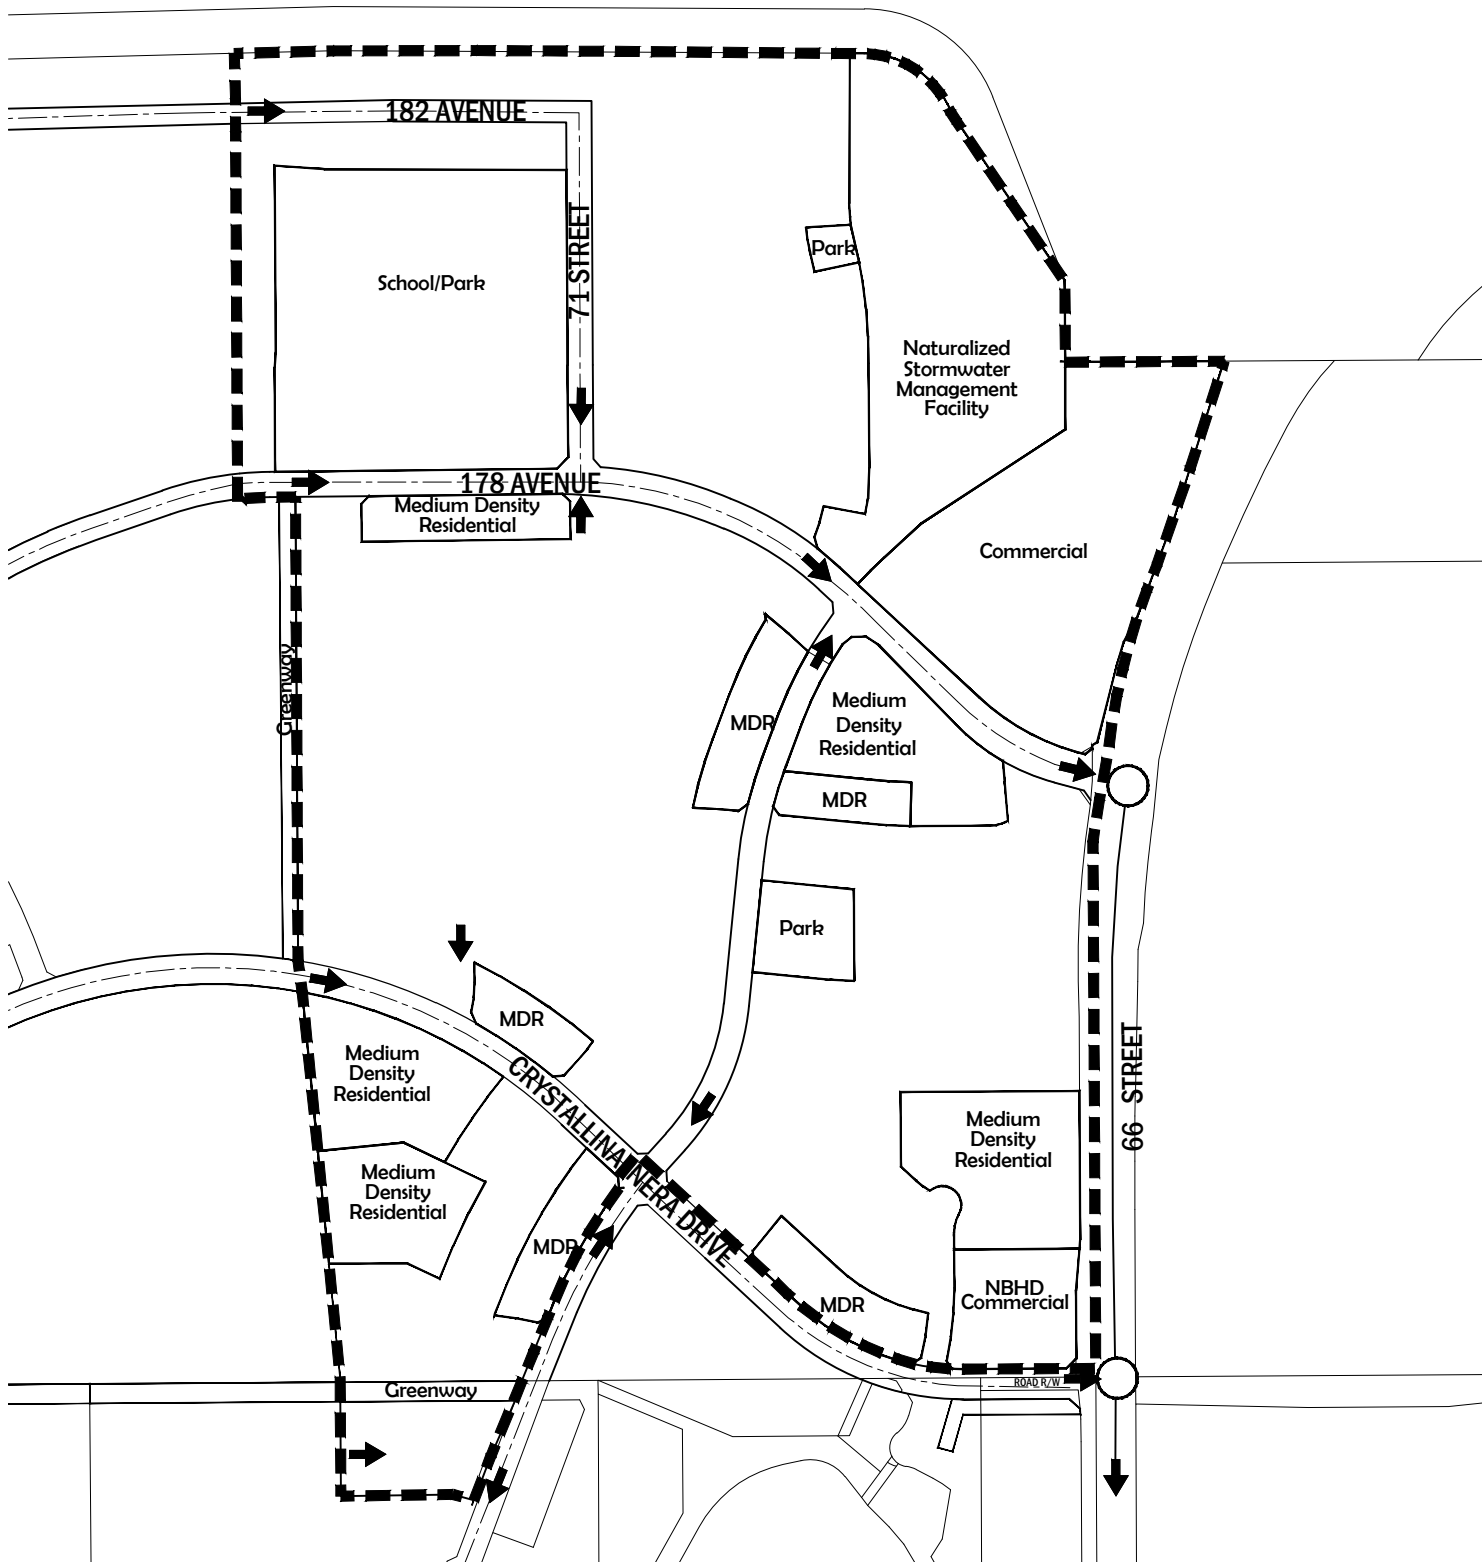 182 AVENUE
71 STREET
Park
School/Park
Naturalized
Stormwater
Management
Facility
178 AVENUE
Medium Density
Residential
Commercial
Greenway
Medium
Density
Residential
MDR
MDR
Park
MDR
CRYSTALLINA NERA DRIVE
Medium
Density
Residential
66 STREET
Medium
Density
Residential
Medium
Density
Residential
MDR
NBHD
Commercial
MDR
ROAD R/W
Greenway